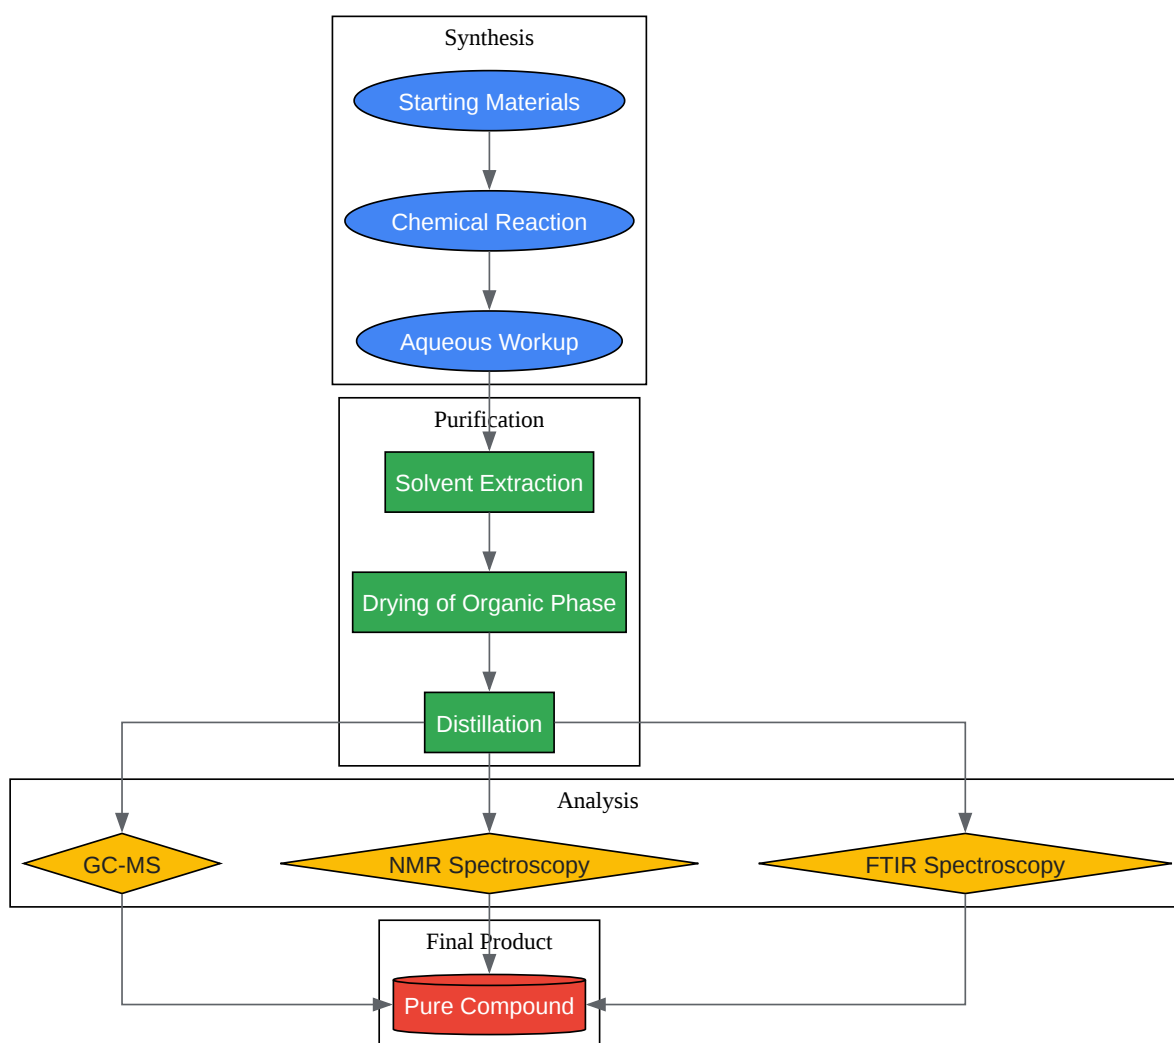 Synthesis
Starting Materials
Chemical Reaction
Aqueous Workup
Purification
Solvent Extraction
Drying of Organic Phase
Distillation
Analysis
GC-MS
NMR Spectroscopy
FTIR Spectroscopy
Final Product
Pure Compound